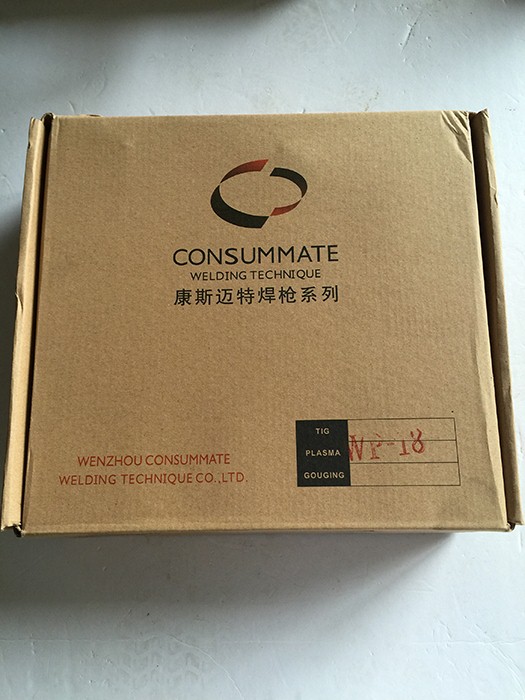 CONSUMMATE
WELDING TECHNIQUE
康斯迈特焊枪系列
TIG
PLASMA
GOUGING
WP-18
WENZHOU CONSUMMATE
WELDING TECHNIQUE CO.,LTD.